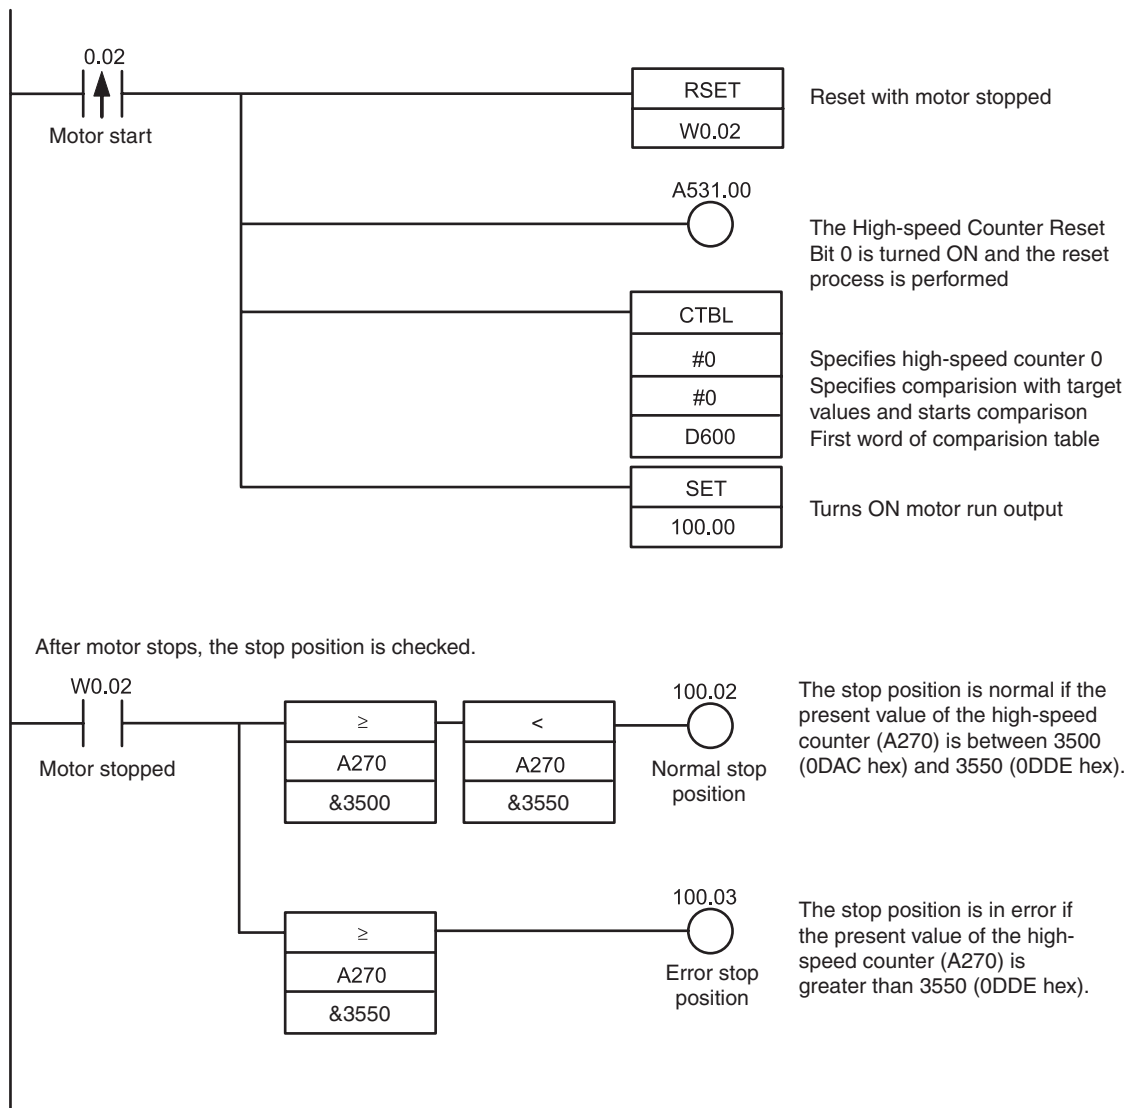 0.02
Motor start
RSET
W0.02
Reset with motor stopped
A531.00
The High-speed Counter Reset
Bit 0 is turned ON and the reset
process is performed
CTBL
#0
#0
D600
Specifies high-speed counter 0
Specifies comparision with target
values and starts comparison
First word of comparision table
SET
100.00
Turns ON motor run output
After motor stops, the stop position is checked.
W0.02
Motor stopped
≥
A270
&3500
<
A270
&3550
100.02
Normal stop
position
The stop position is normal if the
present value of the high-speed
counter (A270) is between 3500
(0DAC hex) and 3550 (0DDE hex).
≥
A270
&3550
100.03
Error stop
position
The stop position is in error if
the present value of the high-
speed counter (A270) is
greater than 3550 (0DDE hex).